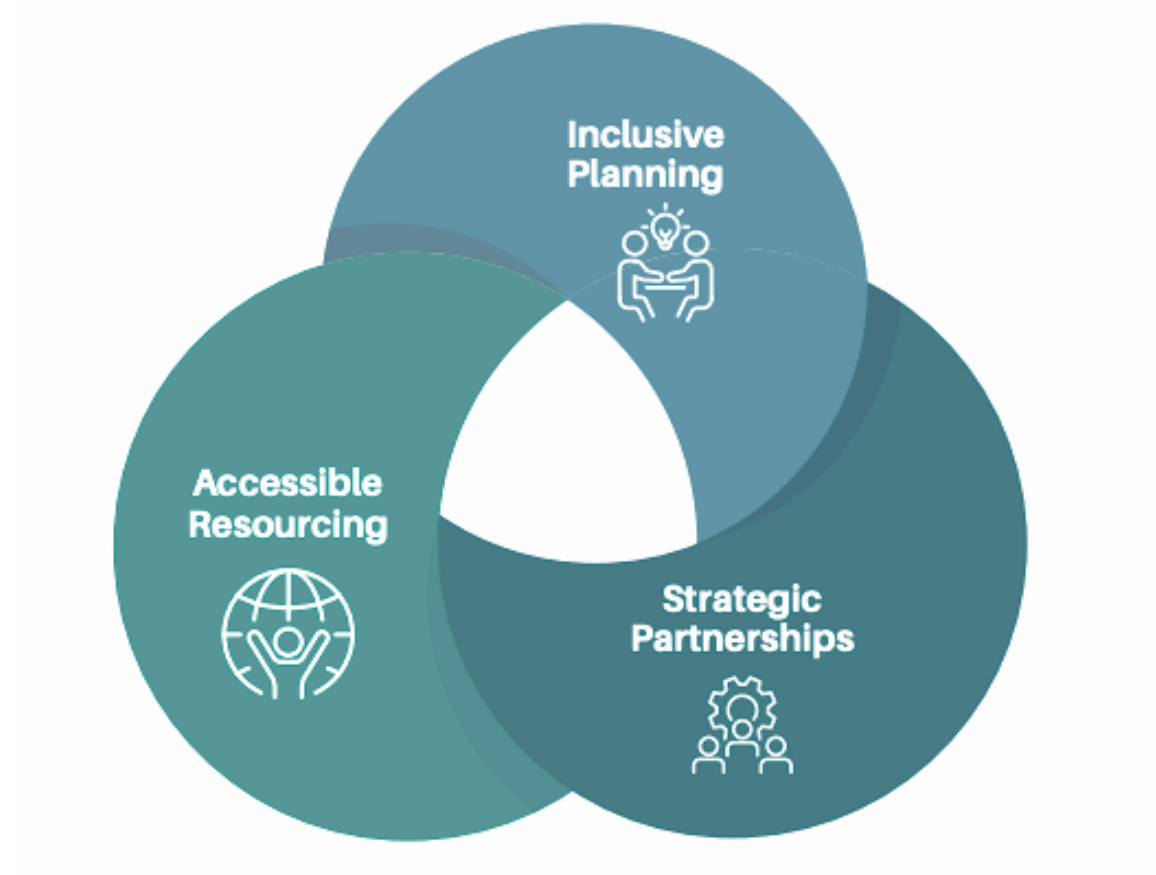 Inclusive
Planning
Accessible
Resourcing
Strategic
Partnerships